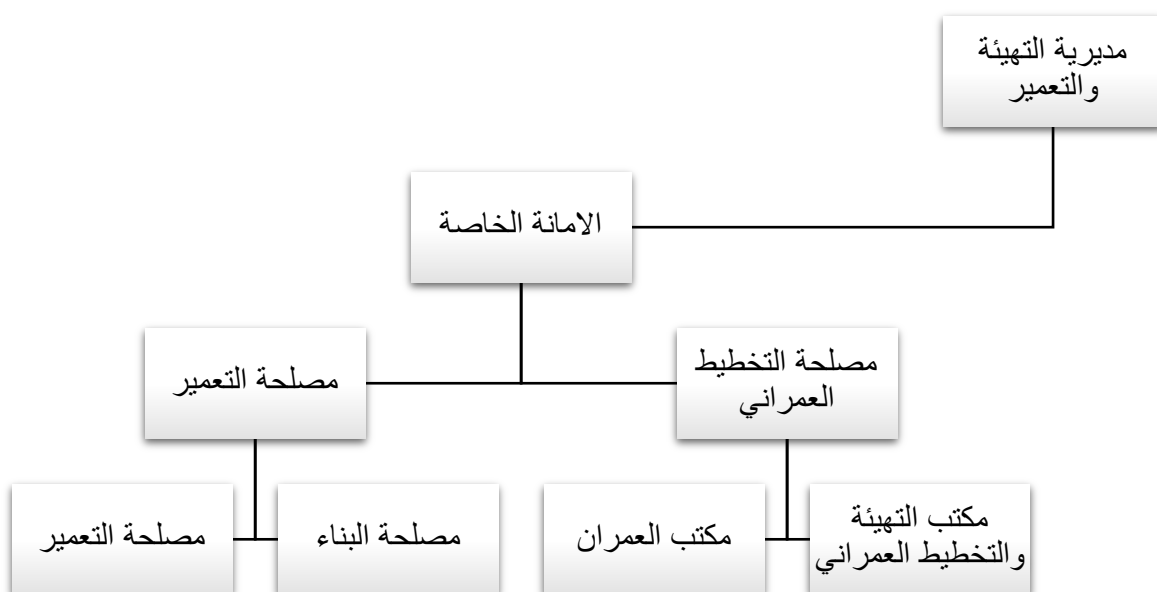 مديرية التهيئة
والتعمير
الامانة الخاصة
مصلحة التخطيط
العمراني
مصلحة التعمير
مكتب التهيئة
والتخطيط العمراني
مكتب العمران
مصلحة البناء
مصلحة التعمير